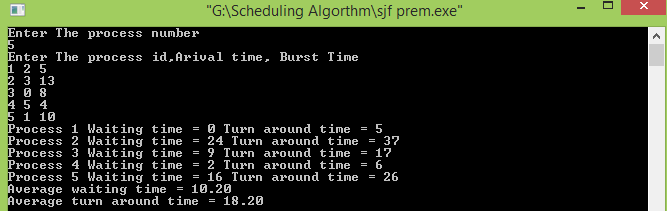 "G:\Scheduling Algorthm\sjf prem.exe"
Enter The process number
5
Enter The process id,Arival time, Burst Time
1 2 5
2 3 13
3 0 8
4 5 4
5 1 10
Process 1 Waiting time = 0 Turn around time = 5
Process 2 Waiting time = 24 Turn around time = 37
Process 3 Waiting time = 9 Turn around time = 17
Process 4 Waiting time = 2 Turn around time = 6
Process 5 Waiting time = 16 Turn around time = 26
Average waiting time = 10.20
Average turn around time = 18.20